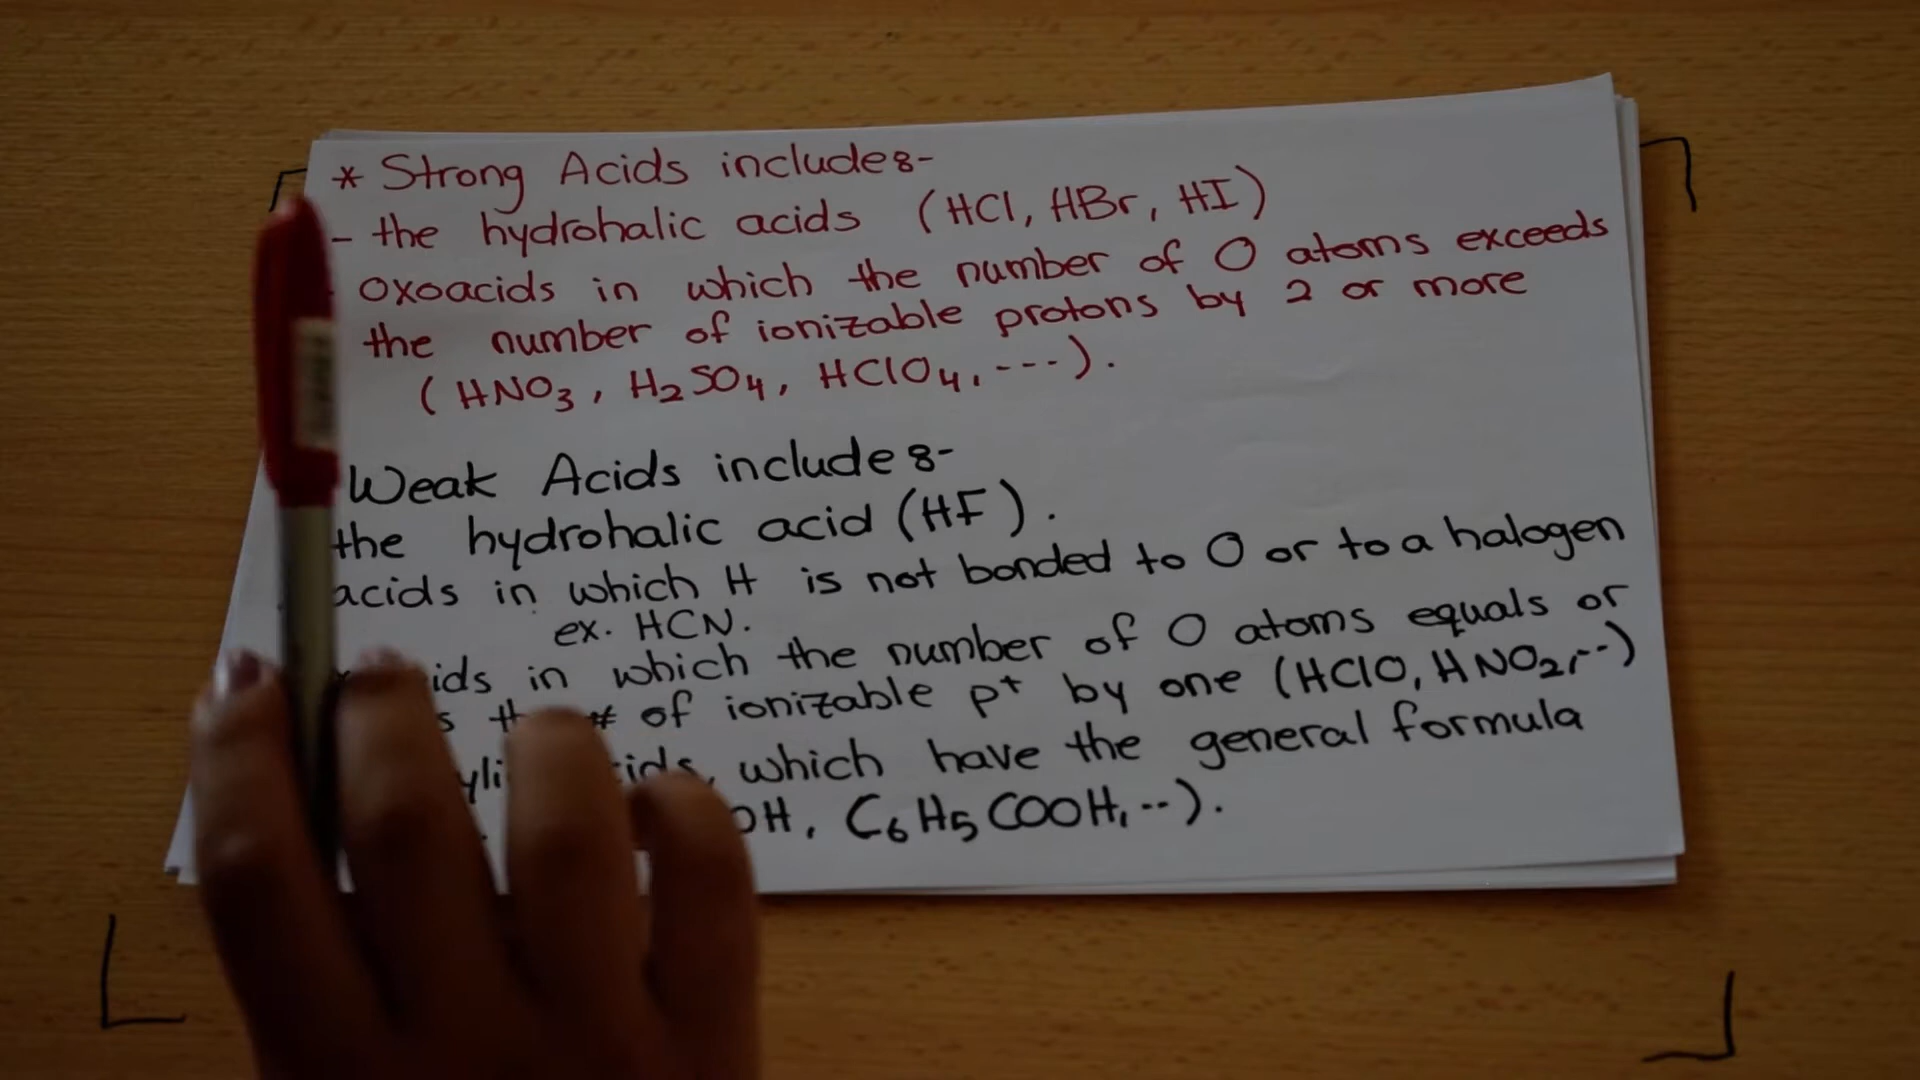 * Strong Acids include:-
- the hydrohalic acids (HCl, HBr, HI)
oxoacids in which the number of O atoms exceeds
the number of ionizable protons by 2 or more
(HNO₃, H₂SO₄, HClO₄, ---).
Weak Acids include:-
the hydrohalic acid (HF).
acids in which H is not bonded to O or to a halogen
ex. HCN.
in which the number of O atoms equals or
# of ionizable p⁺ by one (HClO, HNO₂, --)
which have the general formula
C₆H₅COOH, --).